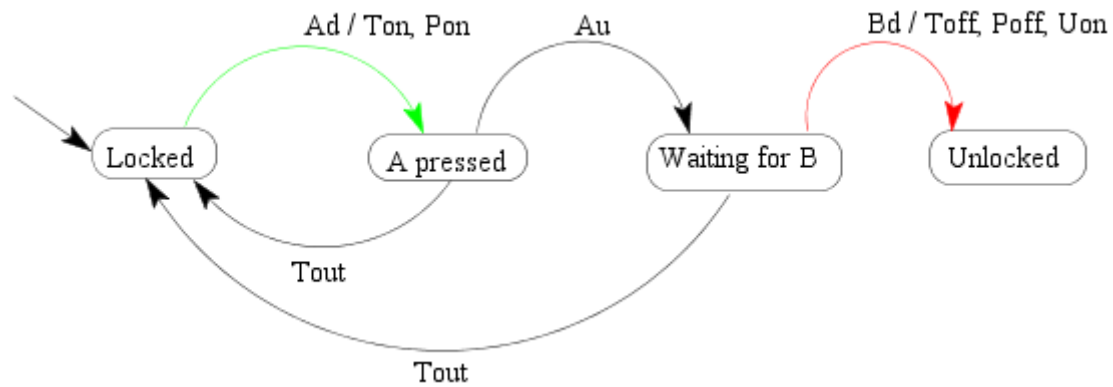 Ad / Ton, Pon
Au
Bd / Toff, Poff, Uon
Locked
A pressed
Waiting for B
Unlocked
Tout
Tout